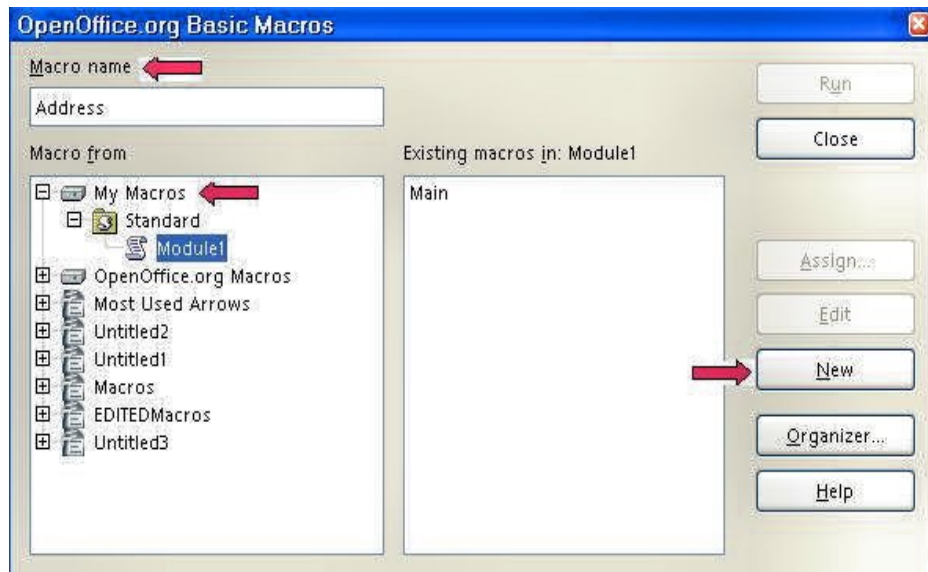 OpenOffice.org Basic Macros
Macro name
Address
Macro from
My Macros
Standard
Module1
OpenOffice.org Macros
Most Used Arrows
Untitled2
Untitled1
Macros
EDITEDMacros
Untitled3
Existing macros in: Module1
Main
Run
Close
Assign...
Edit
New
Organizer...
Help